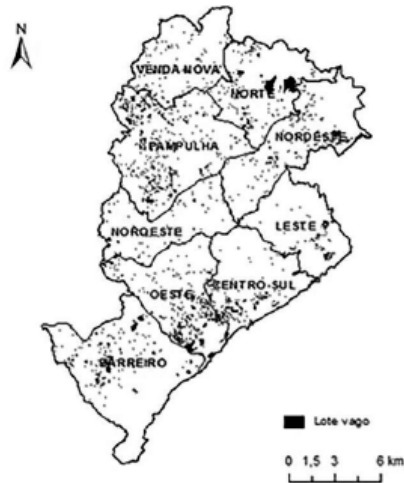 N
VENDA NOVA
NORTE
NORDESTE
PAMPULHA
NOROESTE
LESTE
OESTE
CENTRO SUL
BARREIRO
Lote vago
0 1,5 3 6 km